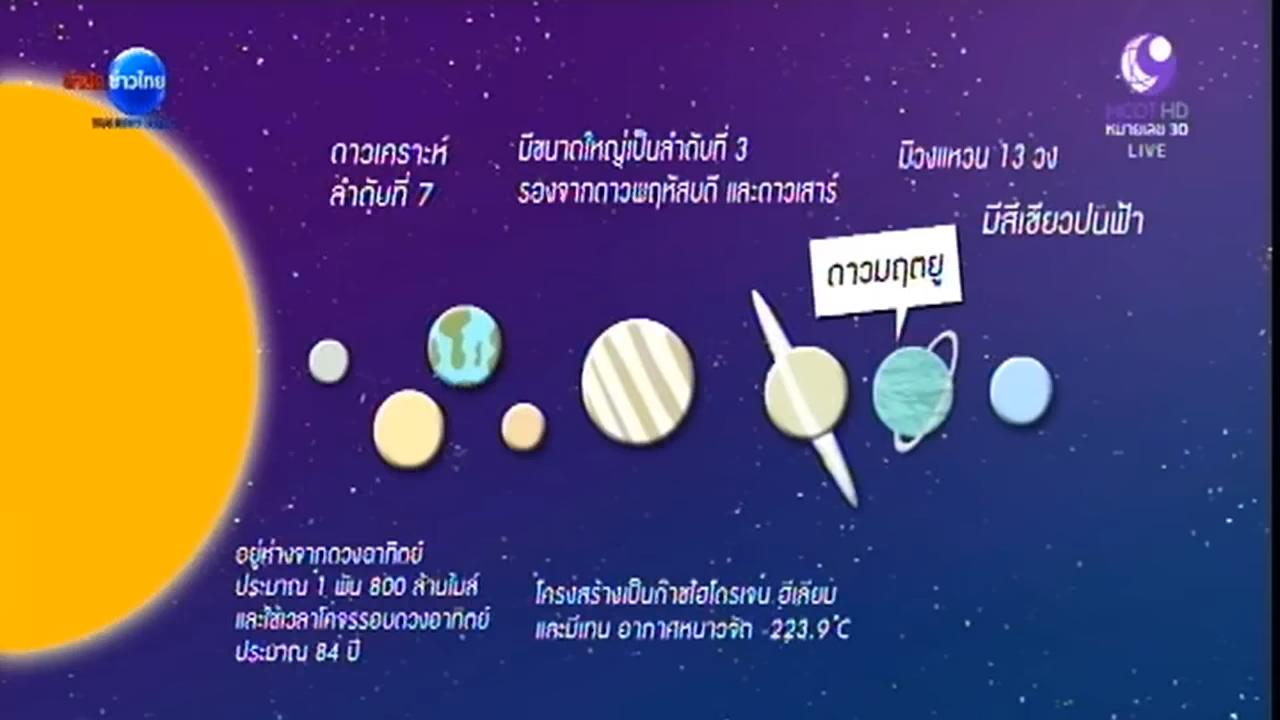 สำนัก ข่าวไทย
MCOT HD
หมายเลข 30
LIVE
ดาวเคราะห์
ลำดับที่ 7
มีขนาดใหญ่เป็นลำดับที่ 3
รองจากดาวพฤหัสบดี และดาวเสาร์
มีวงแหวน 13 วง
มีสีเขียวปนฟ้า
ดาวมฤตยู
อยู่ห่างจากดวงอาทิตย์
ประมาณ 1 พัน 800 ล้านไมล์
และใช้เวลาโคจรรอบดวงอาทิตย์
ประมาณ 84 ปี
โครงสร้างเป็นก๊าซไฮโดรเจน ฮีเลียม
และมีเทน อากาศหนาวจัด -223.9°C